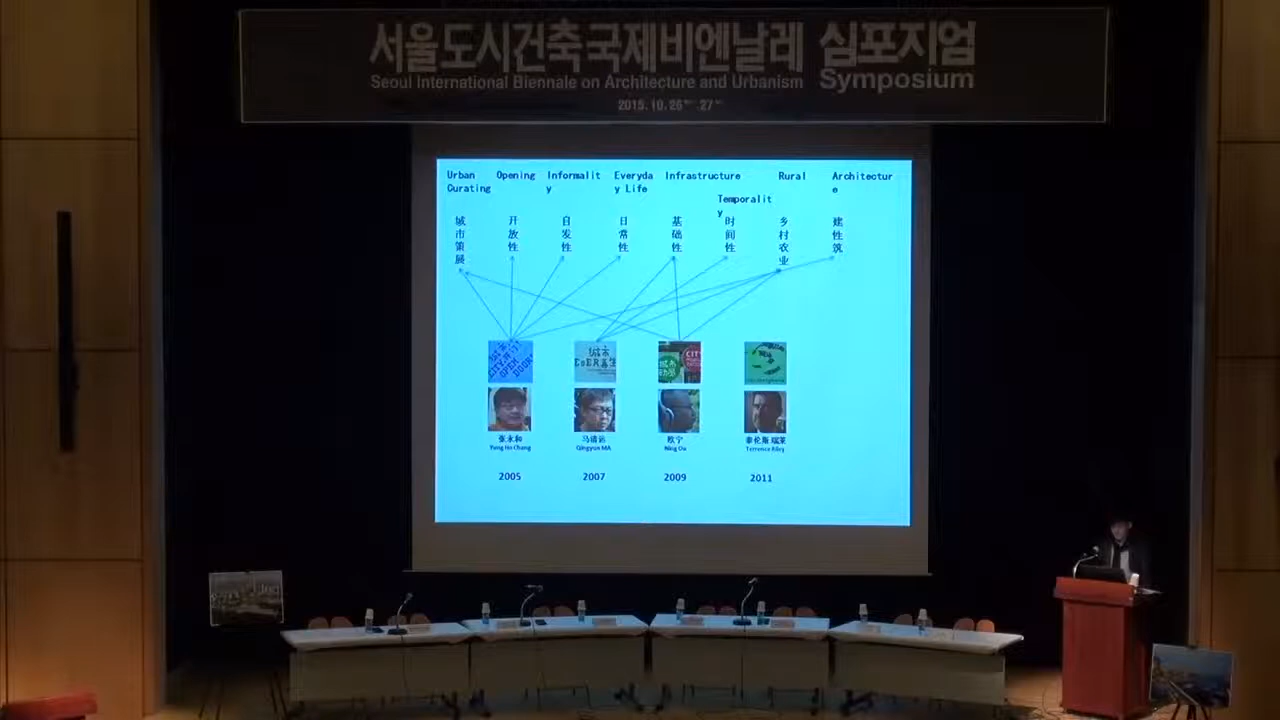 서울도시건축국제비엔날레 심포지엄
Seoul International Biennale on Architecture and Urbanism Symposium
2015.10.26
27
Urban Curating
Opening
Informality
Everyday Life
Infrastructure
Temporality
Rural
Architecture
城市策展
开放性
自发性
日常性
基础性
时间性
乡村农业
建性筑
张永和
Yung Ho Chang
2005
马清运
Qingyun MA
2007
欧宁
Ning Ou
2009
泰伦斯 瑞莱
Terrence Riley
2011